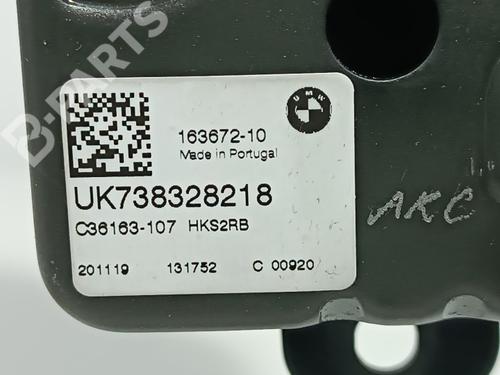 B-PARTS
163672-10
Made in Portugal
UK738328218
C36163-107 HKS2RB
201119 131752 C 00920
AKC